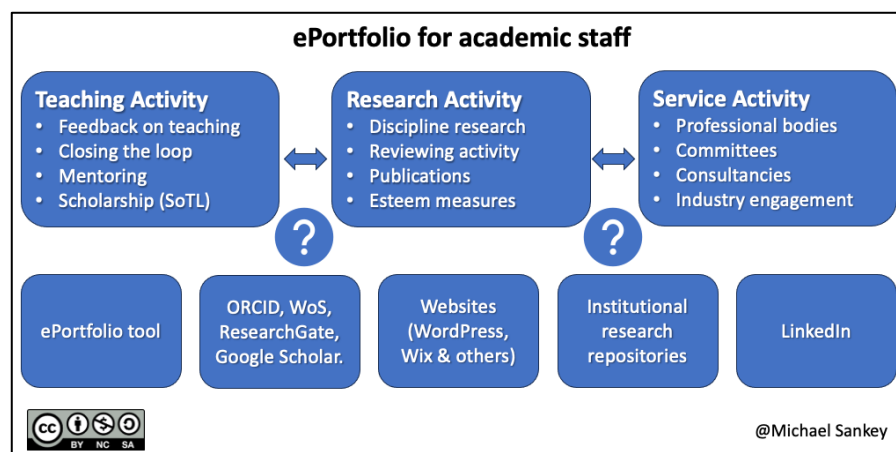 ePortfolio for academic staff
Teaching Activity
• Feedback on teaching
• Closing the loop
• Mentoring
• Scholarship (SoTL)
Research Activity
• Discipline research
• Reviewing activity
• Publications
• Esteem measures
Service Activity
• Professional bodies
• Committees
• Consultancies
• Industry engagement
?
?
ePortfolio tool
ORCID, WoS,
ResearchGate,
Google Scholar.
Websites
(WordPress,
Wix & others)
Institutional
research
repositories
LinkedIn
cc
BY NC SA
@Michael Sankey